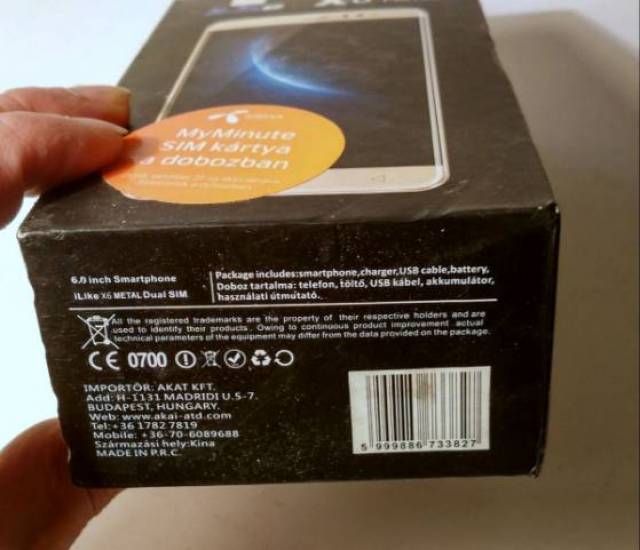 MyMinute
SIM kártya
a dobozban
6.0 inch Smartphone
iLike X6 METAL Dual SIM
Package includes:smartphone,charger,USB cable,battery,
Doboz tartalma: telefon, töltő, USB kábel, akkumulátor,
használati útmutató.
All the registered trademarks are the property of their respective holders and are
used to identify their products. Owing to continuous product improvement actual
technical parameters of the equipment may differ from the data provided on the package.
CE 0700
IMPORTÖR: AKAT KFT.
Add: H-1131 MADRIDI U.5-7.
BUDAPEST, HUNGARY.
Web: www.akai-atd.com
Tel: +36 1782 7819
Mobile: +36-70-6089688
Származási hely:Kína
MADE IN P.R.C.
5 999886 733827